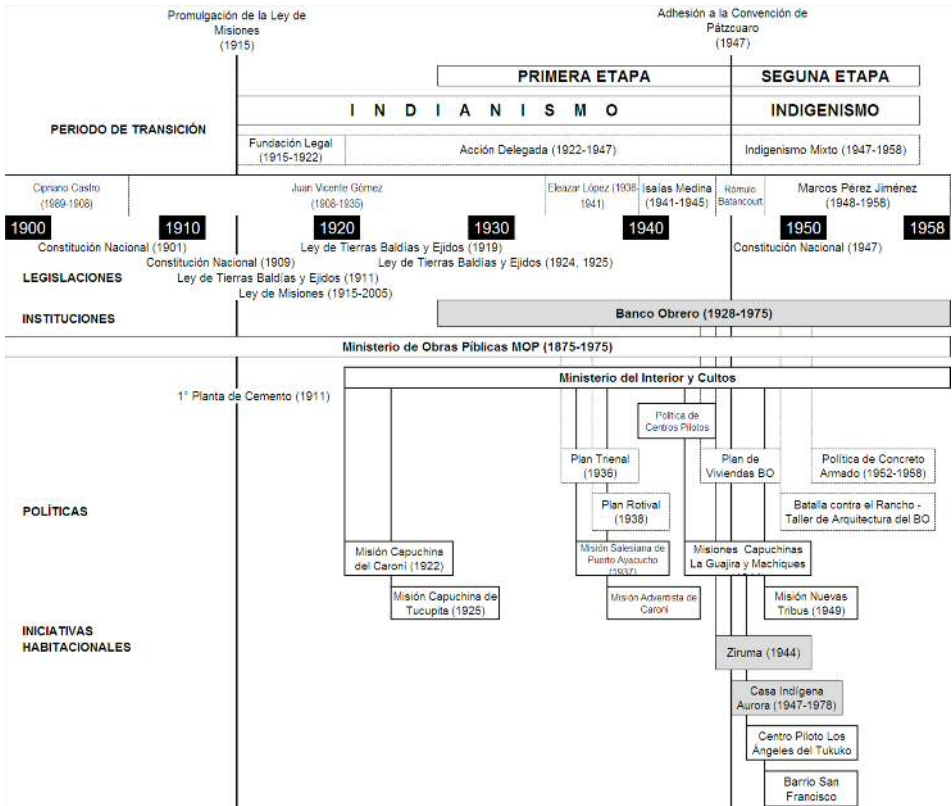 Promulgación de la Ley de
Misiones
(1915)
Adhesión a la Convención de
Pátzcuaro
(1947)
PRIMERA ETAPA
SEGUNA ETAPA
INDIANISMO
INDIGENISMO
PERIODO DE TRANSICIÓN
Fundación Legal
(1915-1922)
Acción Delegada (1922-1947)
Indigenismo Mixto (1947-1958)
Cipriano Castro
(1989-1908)
Juan Vicente Gómez
(1908-1935)
Eleazar López (1936-
1941)
Isaías Medina
(1941-1945)
Rómulo
Betancourt
Marcos Pérez Jiménez
(1948-1958)
1900
1910
1920
1930
1940
1950
1958
Constitución Nacional (1901)
Ley de Tierras Baldías y Ejidos (1919)
Constitución Nacional (1947)
Constitución Nacional (1909)
Ley de Tierras Baldías y Ejidos (1924, 1925)
LEGISLACIONES
Ley de Tierras Baldías y Ejidos (1911)
Ley de Misiones (1915-2005)
INSTITUCIONES
Banco Obrero (1928-1975)
Ministerio de Obras Píblicas MOP (1875-1975)
Ministerio del Interior y Cultos
1° Planta de Cemento (1911)
Política de
Centros Pilotos
Plan Trienal
(1936)
Plan de
Viviendas BO
Política de Concreto
Armado (1952-1958)
POLÍTICAS
Plan Rotival
(1938)
Batalla contra el Rancho -
Taller de Arquitectura del BO
Misión Capuchina
del Caroní (1922)
Misión Salesiana de
Puerto Ayacucho
(1937)
Misiones Capuchinas
La Guajira y Machiques
Misión Capuchina de
Tucupita (1925)
Misión Adventista de
Caroní
Misión Nuevas
Tribus (1949)
INICIATIVAS
HABITACIONALES
Ziruma (1944)
Casa Indígena
Aurora (1947-1978)
Centro Piloto Los
Ángeles del Tukuko
Barrio San
Francisco